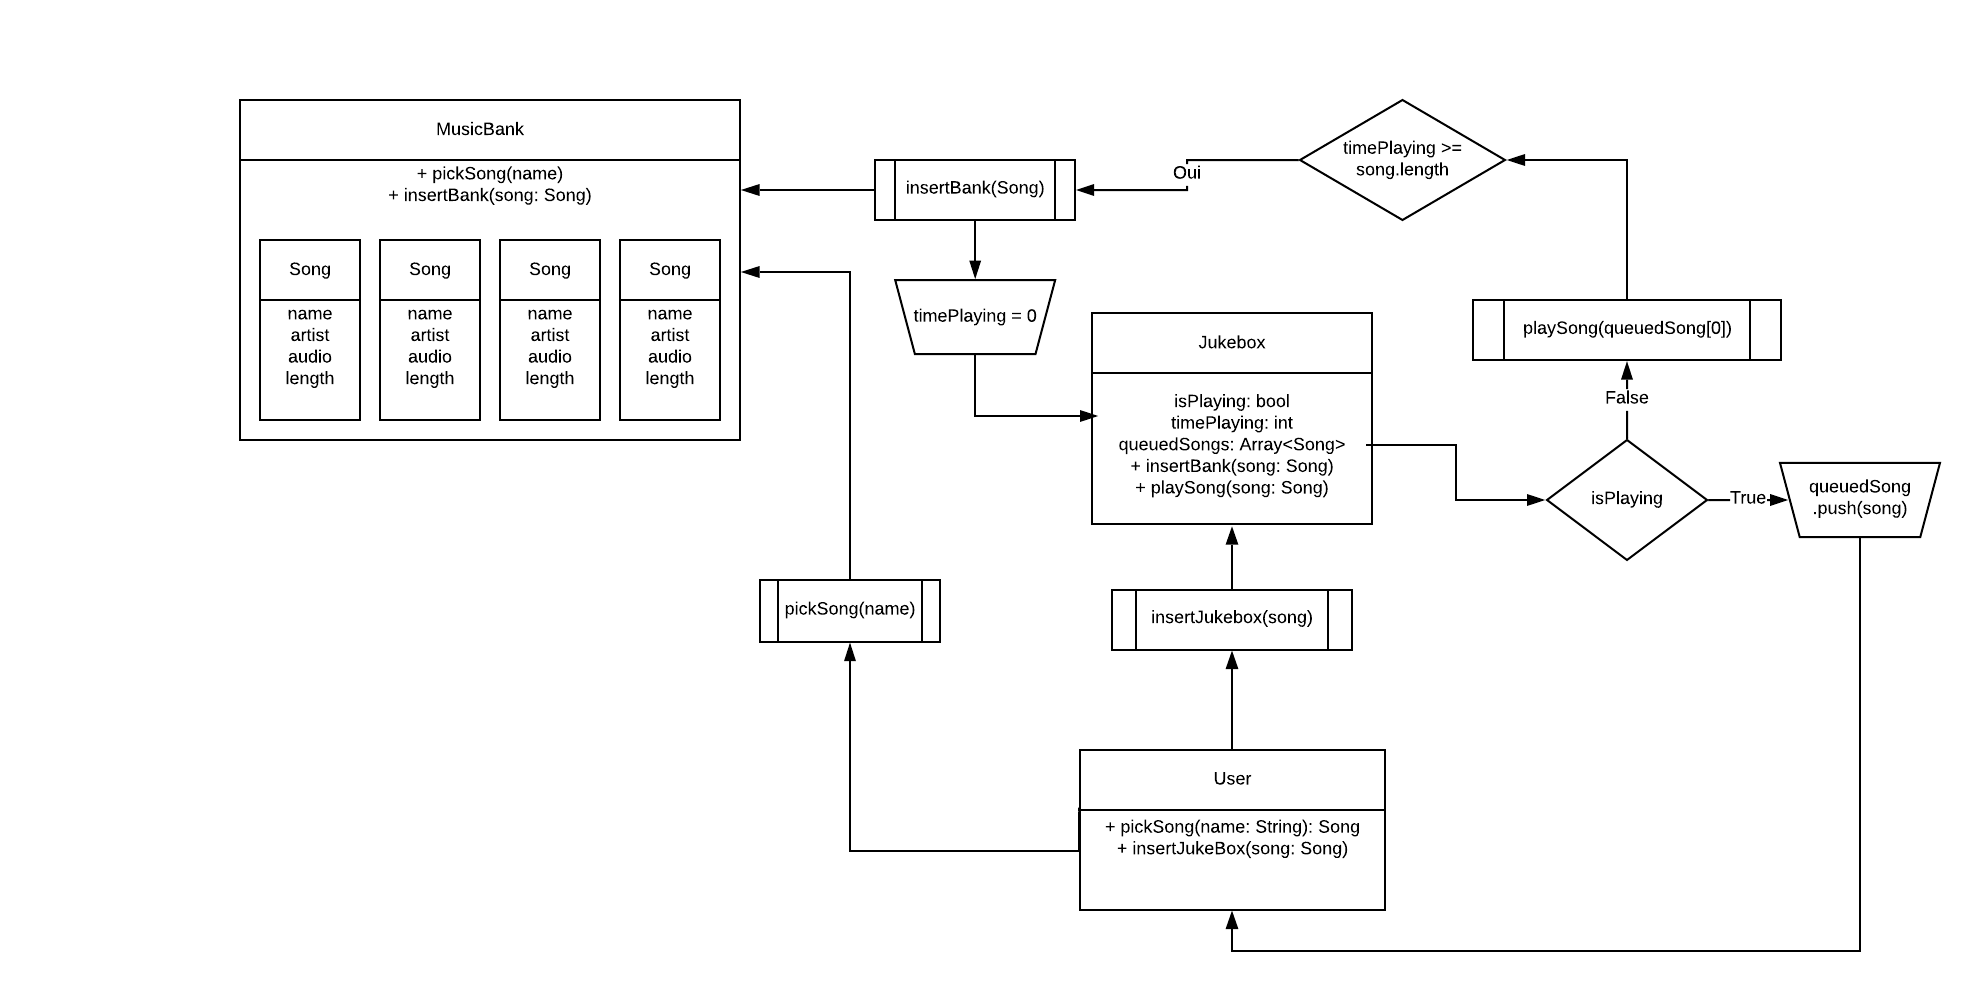 MusicBank
+ pickSong(name)
+ insertBank(song: Song)
Song
name
artist
audio
length
Song
name
artist
audio
length
Song
name
artist
audio
length
Song
name
artist
audio
length
insertBank(Song)
Oui
timePlaying >=
song.length
timePlaying = 0
Jukebox
isPlaying: bool
timePlaying: int
queuedSongs: Array<Song>
+ insertBank(song: Song)
+ playSong(song: Song)
playSong(queuedSong[0])
False
isPlaying
True
queuedSong
.push(song)
pickSong(name)
insertJukebox(song)
User
+ pickSong(name: String): Song
+ insertJukeBox(song: Song)